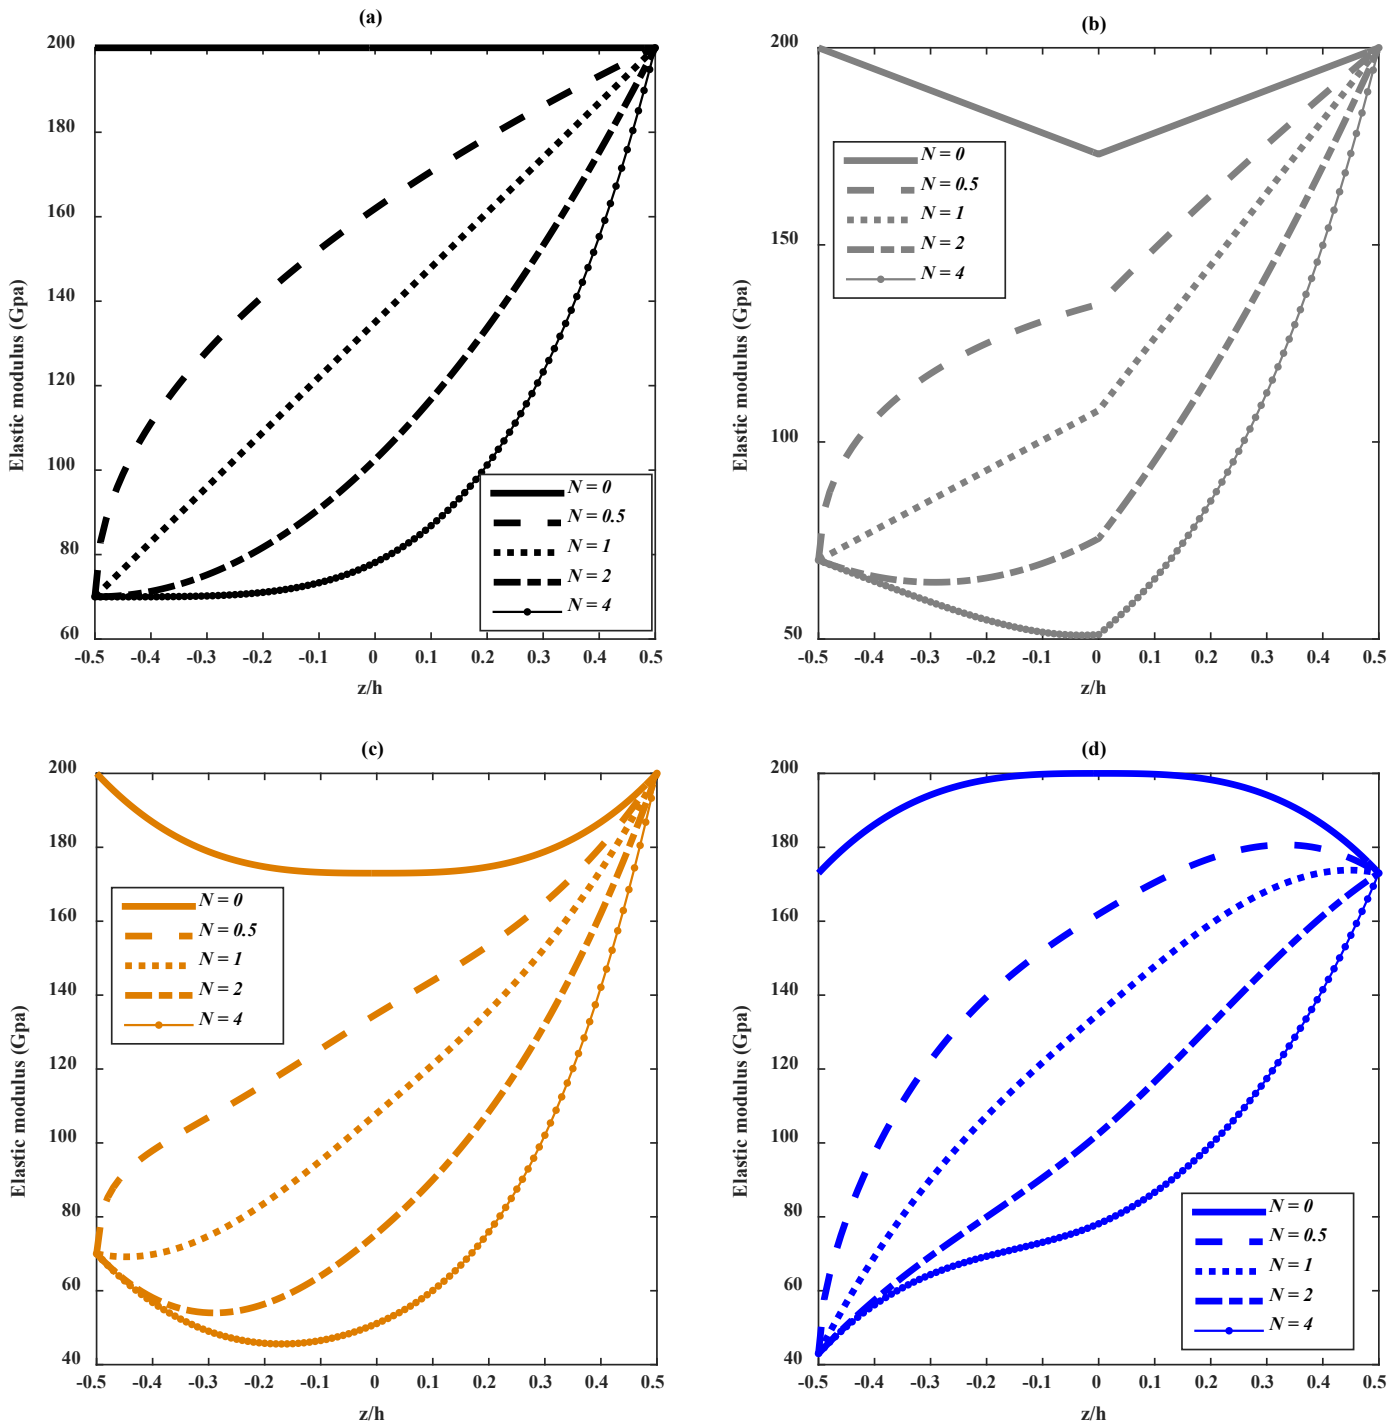 (a)
200
180
160
140
120
100
80
60
Elastic modulus (Gpa)
N = 0
N = 0.5
N = 1
N = 2
N = 4
-0.5 -0.4 -0.3 -0.2 -0.1 0 0.1 0.2 0.3 0.4 0.5
z/h
(b)
200
150
100
50
Elastic modulus (Gpa)
N = 0
N = 0.5
N = 1
N = 2
N = 4
-0.5 -0.4 -0.3 -0.2 -0.1 0 0.1 0.2 0.3 0.4 0.5
z/h
(c)
200
180
160
140
120
100
80
60
40
Elastic modulus (Gpa)
N = 0
N = 0.5
N = 1
N = 2
N = 4
-0.5 -0.4 -0.3 -0.2 -0.1 0 0.1 0.2 0.3 0.4 0.5
z/h
(d)
200
180
160
140
120
100
80
60
40
Elastic modulus (Gpa)
N = 0
N = 0.5
N = 1
N = 2
N = 4
-0.5 -0.4 -0.3 -0.2 -0.1 0 0.1 0.2 0.3 0.4 0.5
z/h